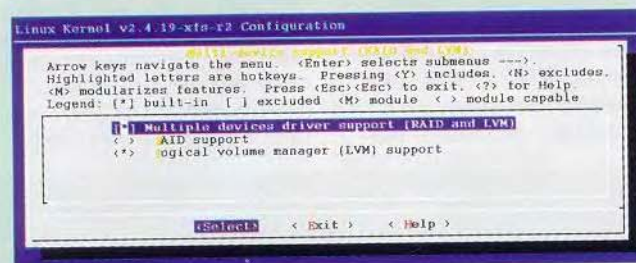 Linux Kernel v2.4.19-xfs-r2 Configuration
Multi-device support (RAID and LVM)
Arrow keys navigate the menu. <Enter> selects submenus --->.
Highlighted letters are hotkeys. Pressing <Y> includes, <N> excludes,
<M> modularizes features. Press <Esc><Esc> to exit, <?> for Help.
Legend: [*] built-in [ ] excluded <M> module < > module capable
[*] Multiple devices driver support (RAID and LVM)
< > AID support
<*> ogical volume manager (LVM) support
<Select> < Exit > < Help >